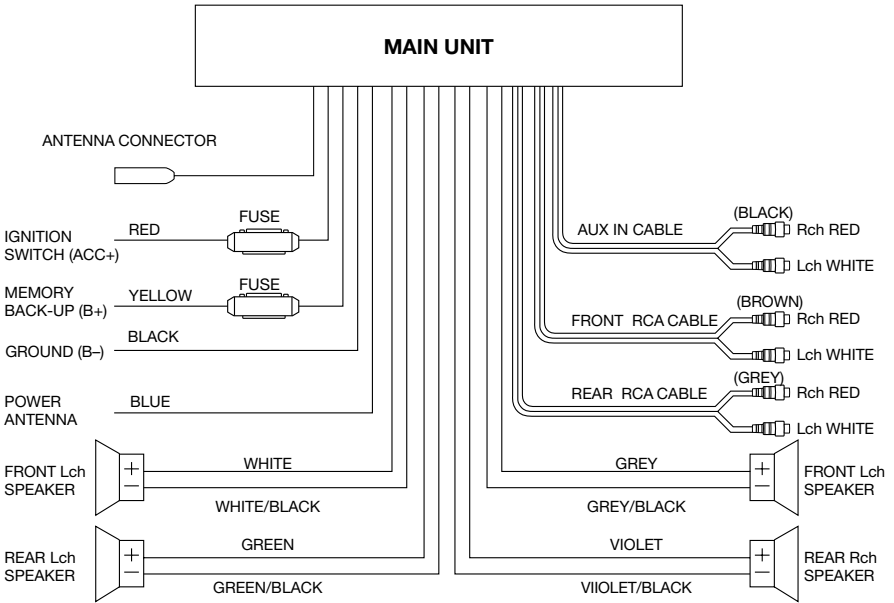 MAIN UNIT
ANTENNA CONNECTOR
IGNITION
SWITCH (ACC+)
RED
FUSE
MEMORY
BACK-UP (B+)
YELLOW
FUSE
GROUND (B–)
BLACK
POWER
ANTENNA
BLUE
FRONT Lch
SPEAKER
+
–
WHITE
WHITE/BLACK
REAR Lch
SPEAKER
+
–
GREEN
GREEN/BLACK
AUX IN CABLE
(BLACK)
Rch RED
Lch WHITE
FRONT RCA CABLE
(BROWN)
Rch RED
Lch WHITE
REAR RCA CABLE
(GREY)
Rch RED
Lch WHITE
GREY
GREY/BLACK
+
–
FRONT Lch
SPEAKER
VIOLET
VIIOLET/BLACK
+
–
REAR Rch
SPEAKER